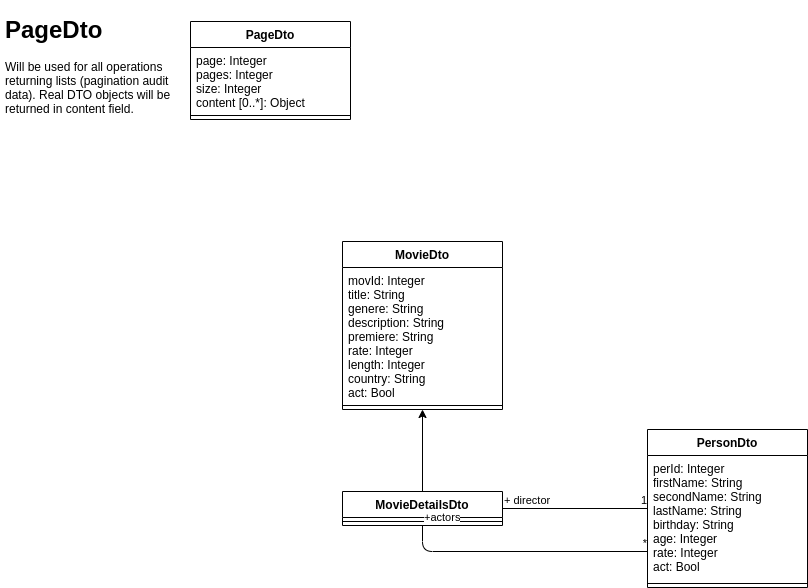 PageDto
Will be used for all operations
returning lists (pagination audit
data). Real DTO objects will be
returned in content field.
PageDto
page: Integer
pages: Integer
size: Integer
content [0..*]: Object
MovieDto
movId: Integer
title: String
genere: String
description: String
premiere: String
rate: Integer
length: Integer
country: String
act: Bool
MovieDetailsDto
+actors
+ director
1
*
PersonDto
perId: Integer
firstName: String
secondName: String
lastName: String
birthday: String
age: Integer
rate: Integer
act: Bool